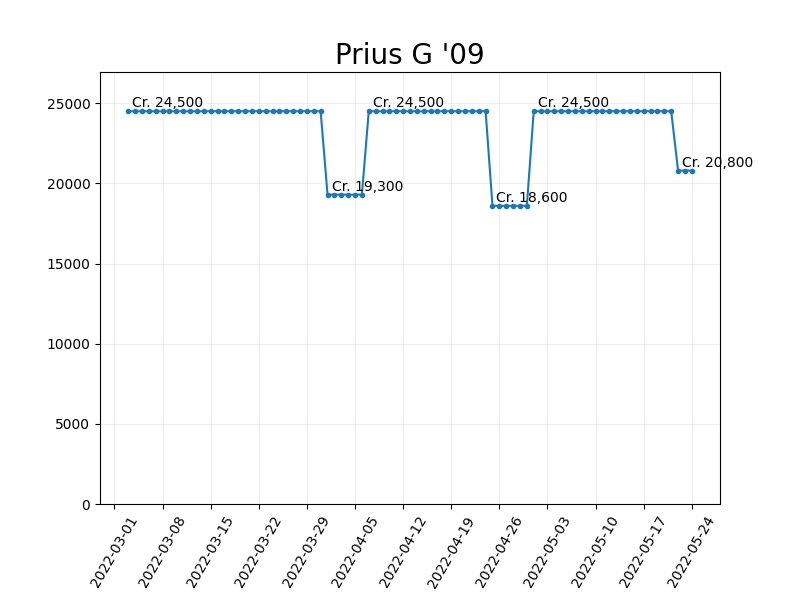 Prius G '09
25000
20000
15000
10000
5000
0
Cr. 24,500
Cr. 19,300
Cr. 24,500
Cr. 18,600
Cr. 24,500
Cr. 20,800
2022-03-01
2022-03-08
2022-03-15
2022-03-22
2022-03-29
2022-04-05
2022-04-12
2022-04-19
2022-04-26
2022-05-03
2022-05-10
2022-05-17
2022-05-24